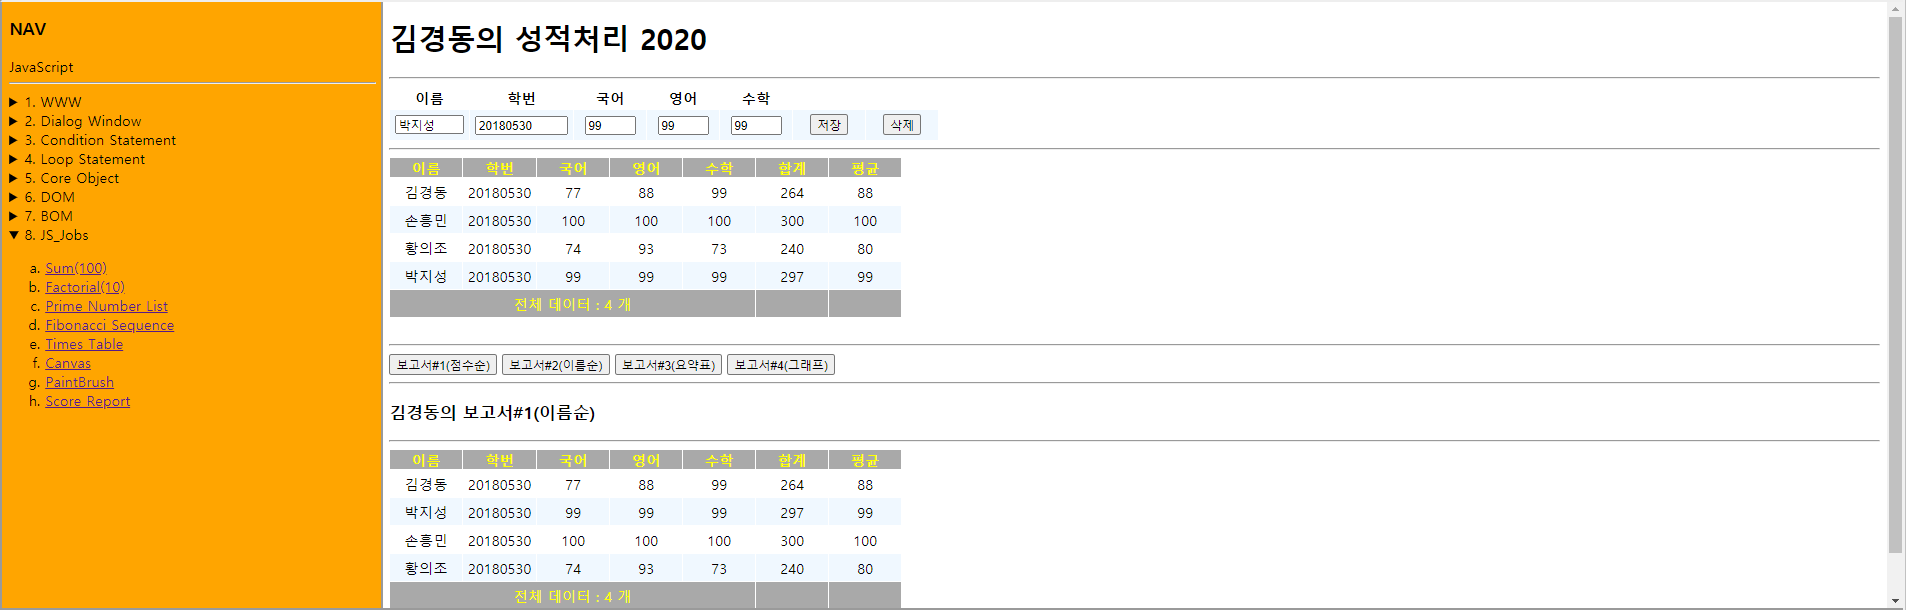 NAV
JavaScript
▶ 1. WWW
▶ 2. Dialog Window
▶ 3. Condition Statement
▶ 4. Loop Statement
▶ 5. Core Object
▶ 6. DOM
▶ 7. BOM
▼ 8. JS_Jobs
a. Sum(100)
b. Factorial(10)
c. Prime Number List
d. Fibonacci Sequence
e. Times Table
f. Canvas
g. PaintBrush
h. Score Report
김경동의 성적처리 2020
이름 학번 국어 영어 수학
박지성 20180530 99 99 99 저장 삭제
이름 학번 국어 영어 수학 합계 평균
김경동 20180530 77 88 99 264 88
손흥민 20180530 100 100 100 300 100
황의조 20180530 74 93 73 240 80
박지성 20180530 99 99 99 297 99
전체 데이터 : 4 개
보고서#1(점수순) 보고서#2(이름순) 보고서#3(요약표) 보고서#4(그래프)
김경동의 보고서#1(이름순)
이름 학번 국어 영어 수학 합계 평균
김경동 20180530 77 88 99 264 88
박지성 20180530 99 99 99 297 99
손흥민 20180530 100 100 100 300 100
황의조 20180530 74 93 73 240 80
전체 데이터 : 4 개